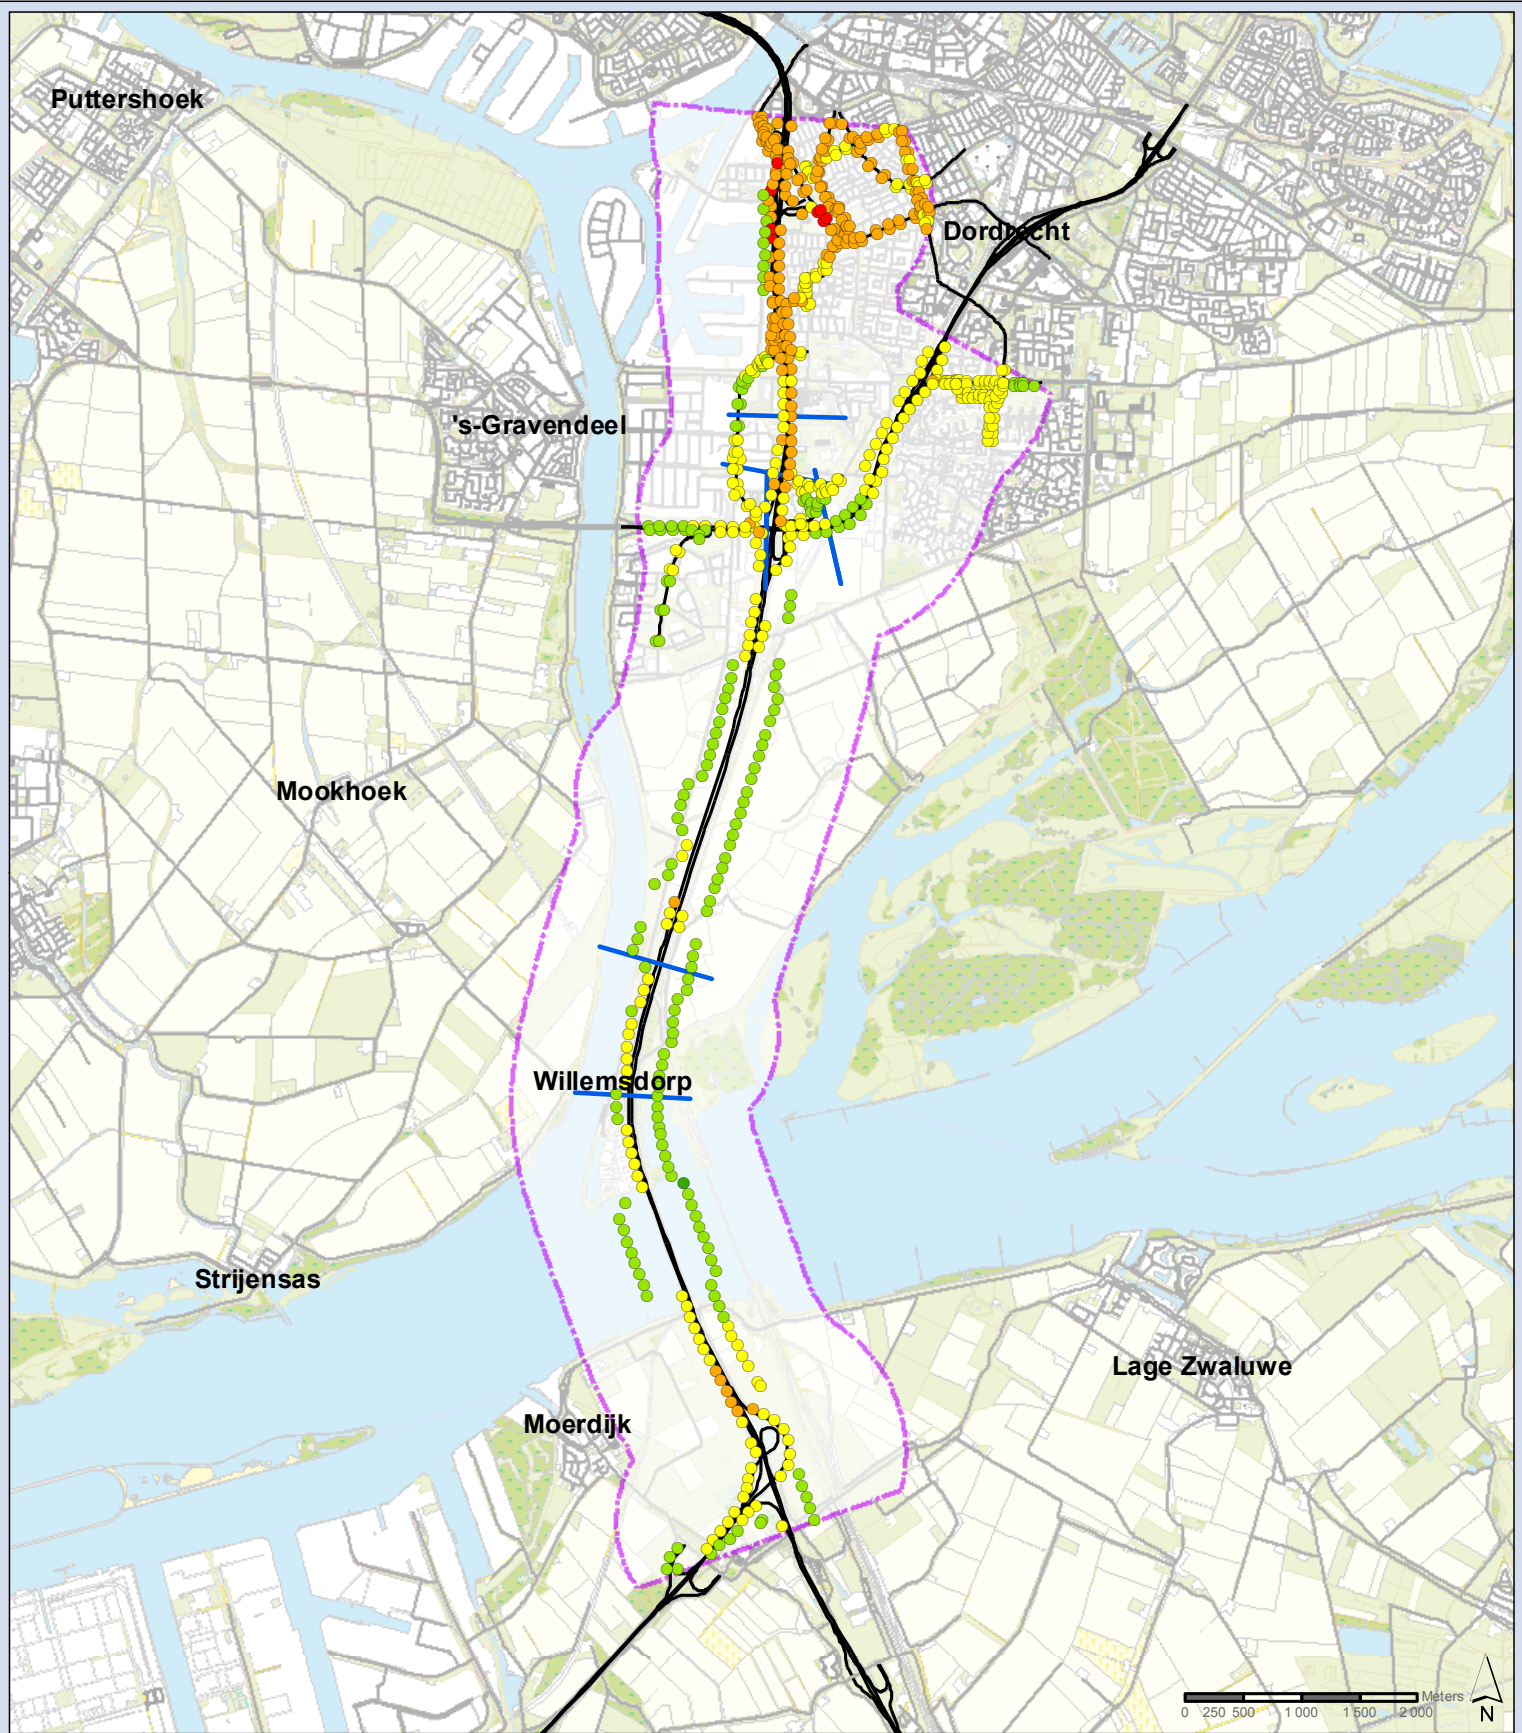 Puttershoek
Dordrecht
's-Gravendeel
Mookhoek
Willemsdorp
Strijensas
Lage Zwaluwe
Moerdijk
Meters
0 250 500 1 000 1 500 2 000
N